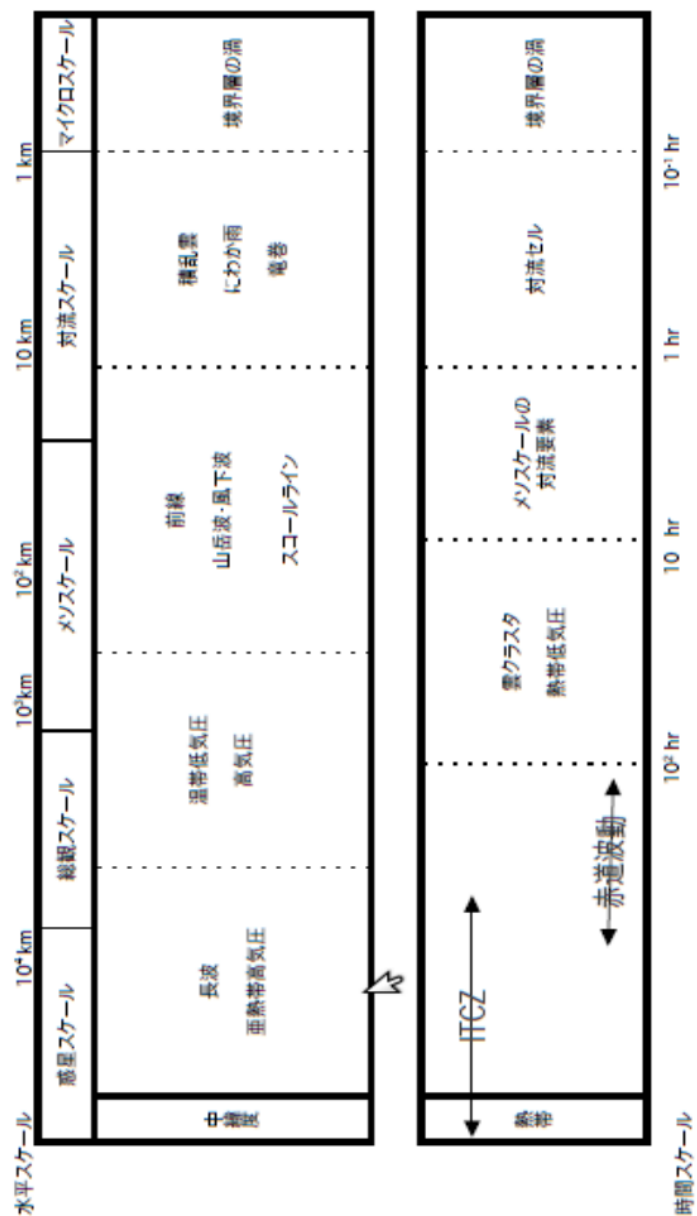 水平スケール
10⁴ km
10³km
10² km
10 km
1 km
惑星スケール
総観スケール
メソスケール
対流スケール
マイクロスケール
中緯度
長波
亜熱帯高気圧
温帯低気圧
高気圧
前線
山岳波・風下波
スコールライン
積乱雲
にわか雨
竜巻
境界層の渦
熱帯
ITCZ
赤道波動
雲クラスタ
熱帯低気圧
メソスケールの
対流要素
対流セル
境界層の渦
時間スケール
10² hr
10 hr
1 hr
10⁻¹ hr